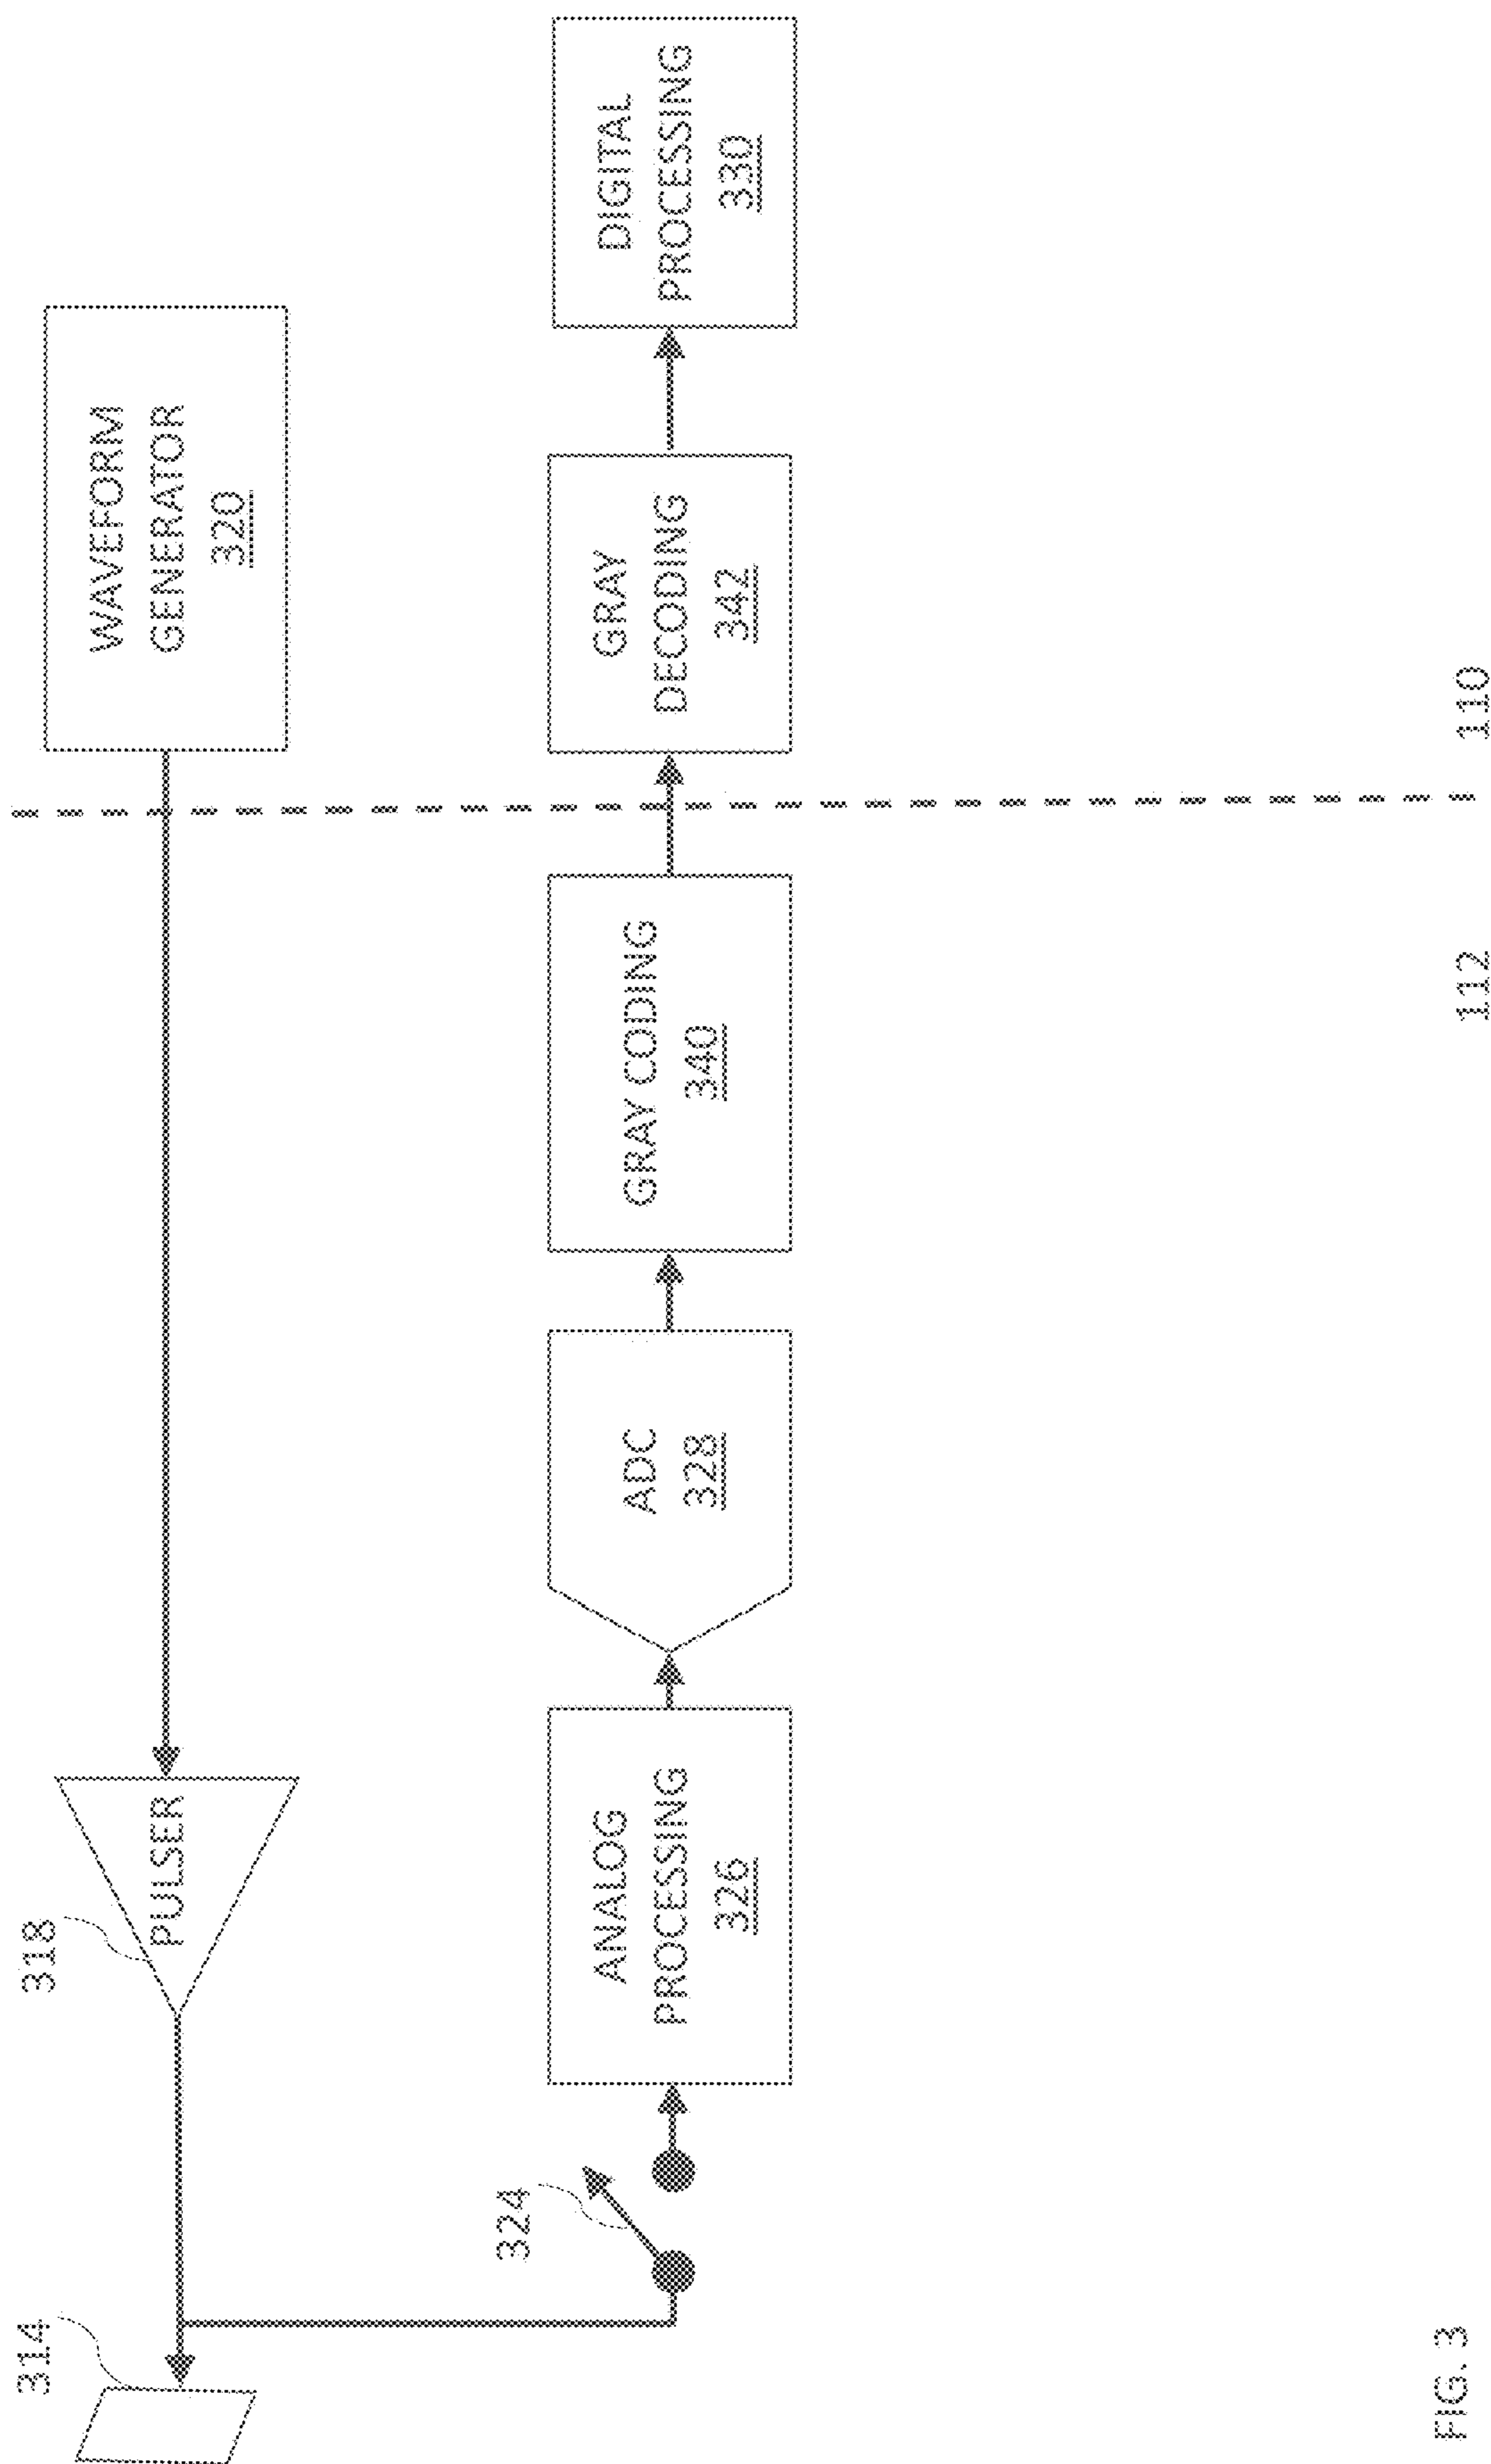 314
318
PULSER
WAVEFORM
GENERATOR
320
324
ANALOG
PROCESSING
326
ADC
328
GRAY CODING
340
GRAY
DECODING
342
DIGITAL
PROCESSING
330
112
110
FIG. 3